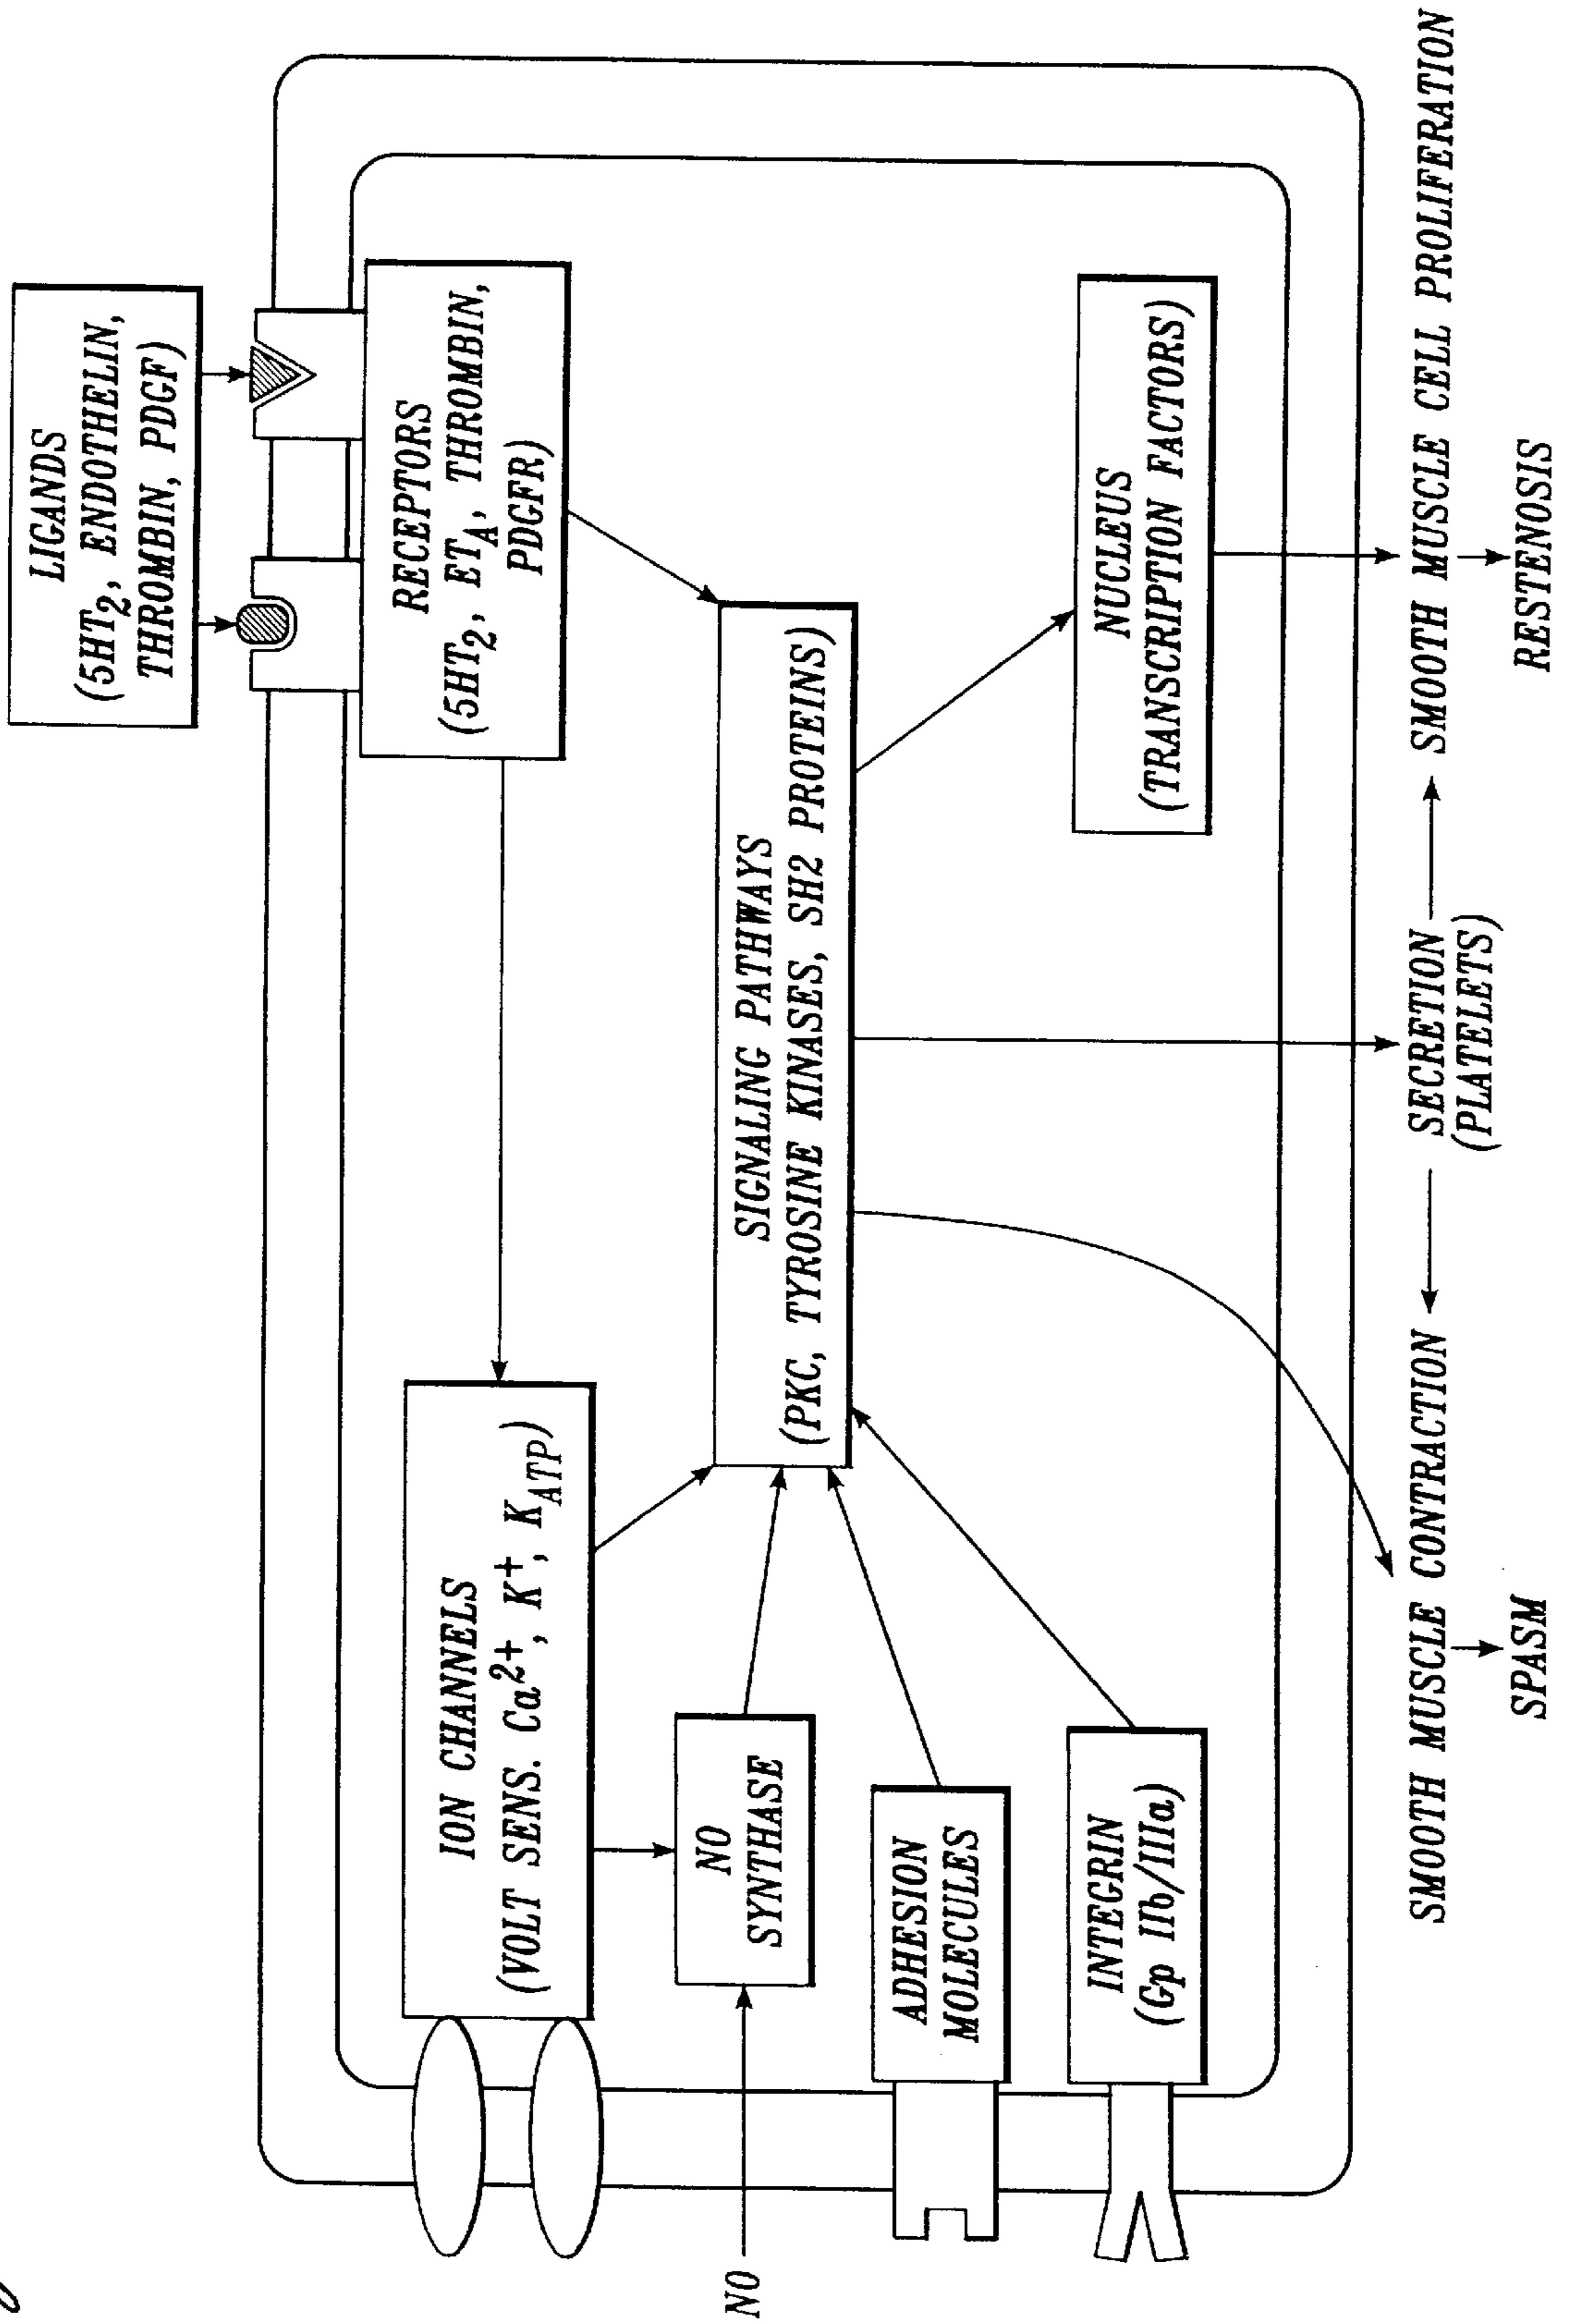 LIGANDS
(5HT2, ENDOTHELIN,
THROMBIN, PDGF)
RECEPTORS
(5HT2, ETA, THROMBIN,
PDGFR)
ION CHANNELS
(VOLT SENS. Ca2+, K+, KATP)
NO
SYNTHASE
NO
SIGNALING PATHWAYS
(PKC, TYROSINE KINASES, SH2 PROTEINS)
ADHESION
MOLECULES
INTEGRIN
(Gp IIb/IIIa)
NUCLEUS
(TRANSCRIPTION FACTORS)
SMOOTH MUSCLE CONTRACTION
SECRETION
(PLATELETS)
SMOOTH MUSCLE CELL PROLIFERATION
SPASM
RESTENOSIS